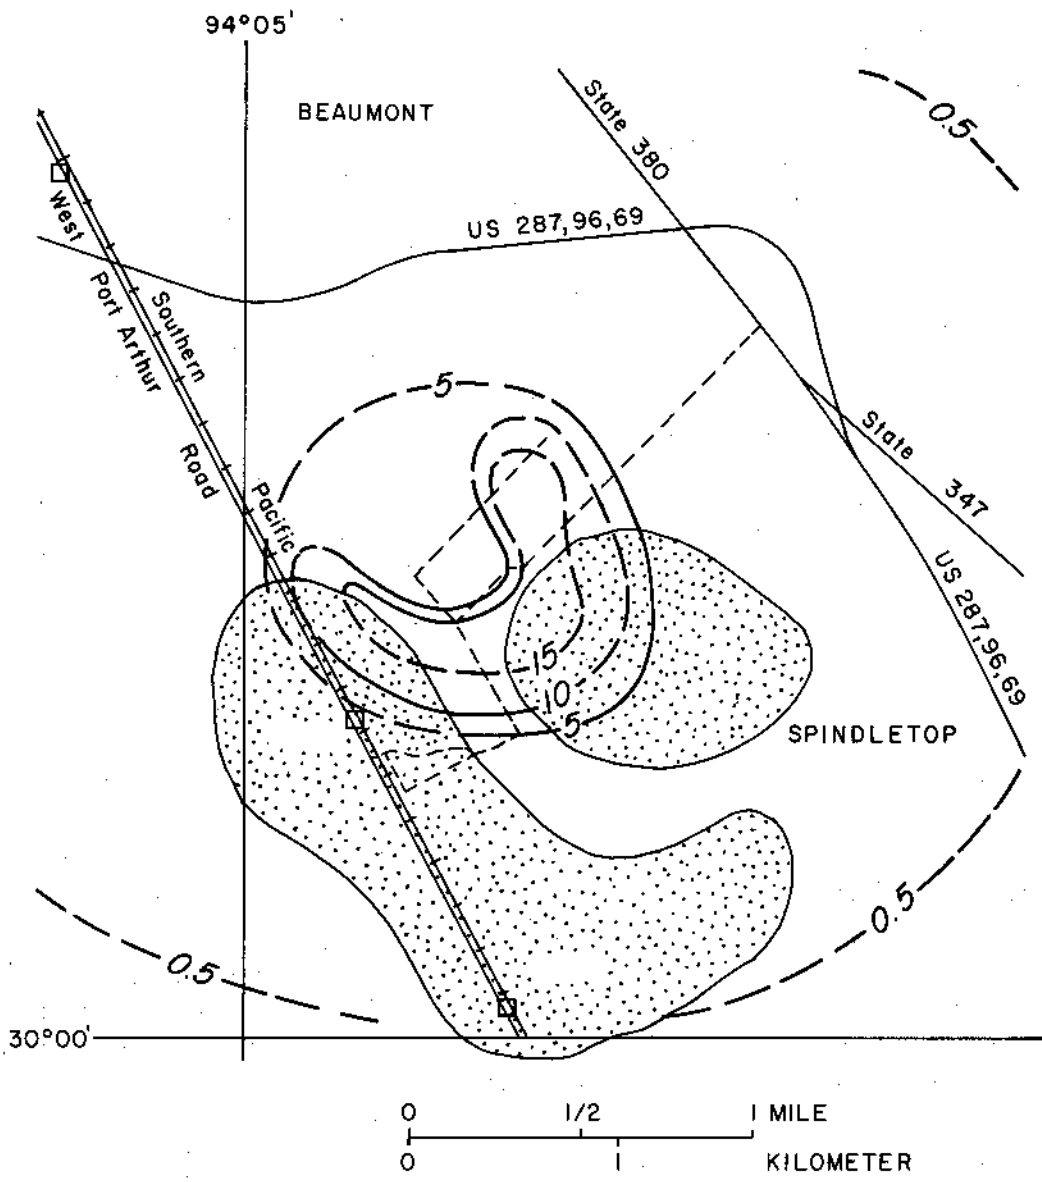 94°05'
BEAUMONT
State 380
0.5
US 287,96,69
West Port Arthur Road
Southern Pacific
5
State 347
US 287,96,69
15
10
5
SPINDLETOP
0.5
0.5
30°00'
0 1/2 1 MILE
0 1 KILOMETER